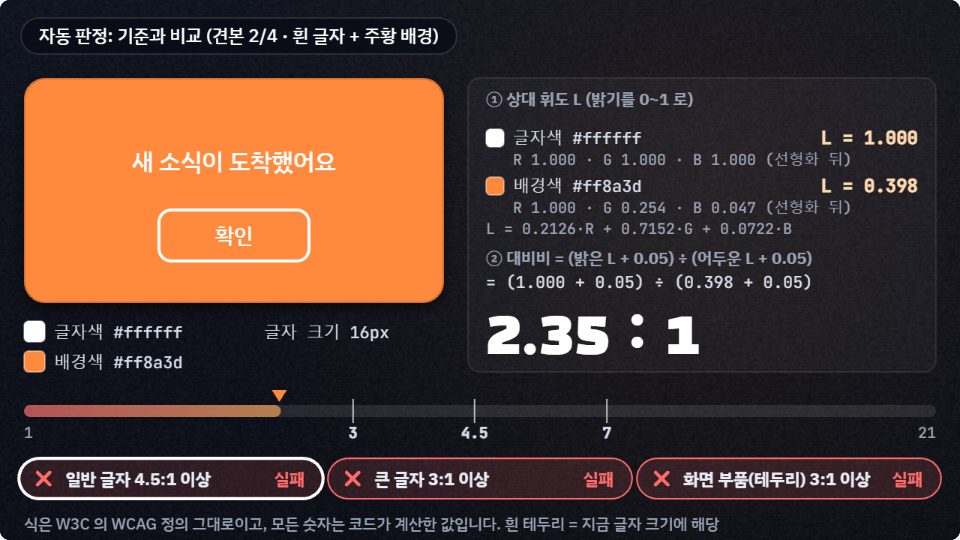 자동 판정: 기준과 비교 (견본 2/4 · 흰 글자 + 주황 배경)
새 소식이 도착했어요
확인
글자색 #ffffff 글자 크기 16px
배경색 #ff8a3d
① 상대 휘도 L (밝기를 0~1 로)
글자색 #ffffff L = 1.000
R 1.000 · G 1.000 · B 1.000 (선형화 뒤)
배경색 #ff8a3d L = 0.398
R 1.000 · G 0.254 · B 0.047 (선형화 뒤)
L = 0.2126·R + 0.7152·G + 0.0722·B
② 대비비 = (밝은 L + 0.05) ÷ (어두운 L + 0.05)
= (1.000 + 0.05) ÷ (0.398 + 0.05)
2.35 : 1
1 3 4.5 7 21
일반 글자 4.5:1 이상 실패
큰 글자 3:1 이상 실패
화면 부품(테두리) 3:1 이상 실패
식은 W3C 의 WCAG 정의 그대로이고, 모든 숫자는 코드가 계산한 값입니다. 흰 테두리 = 지금 글자 크기에 해당